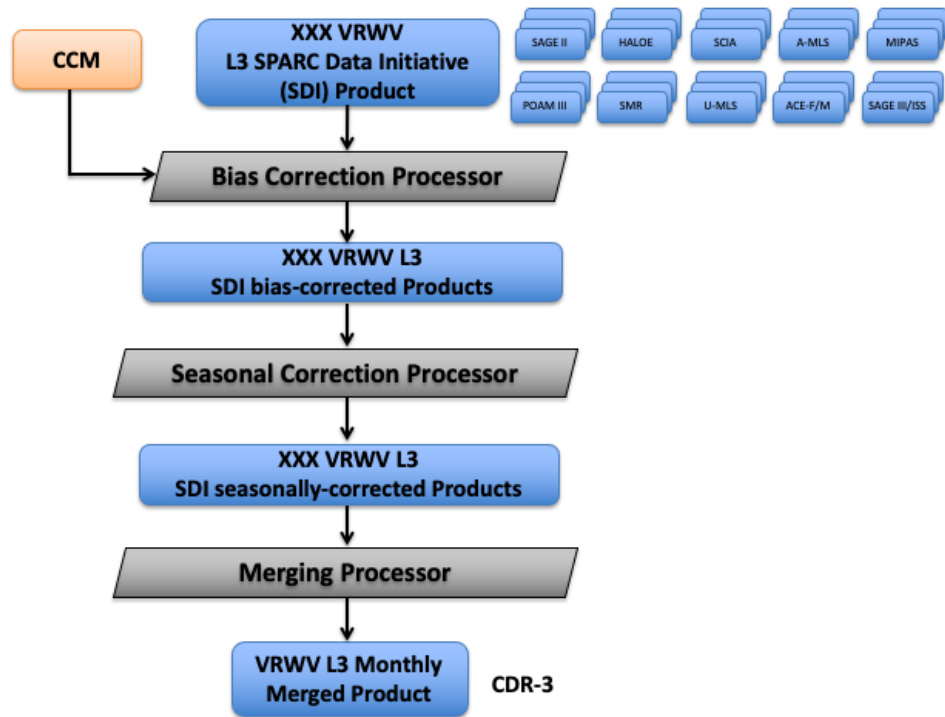 CCM
XXX VRWV
L3 SPARC Data Initiative
(SDI) Product
SAGE II
HALOE
SCIA
A-MLS
MIPAS
POAM III
SMR
U-MLS
ACE-F/M
SAGE III/ISS
Bias Correction Processor
XXX VRWV L3
SDI bias-corrected Products
Seasonal Correction Processor
XXX VRWV L3
SDI seasonally-corrected Products
Merging Processor
VRWV L3 Monthly
Merged Product
CDR-3